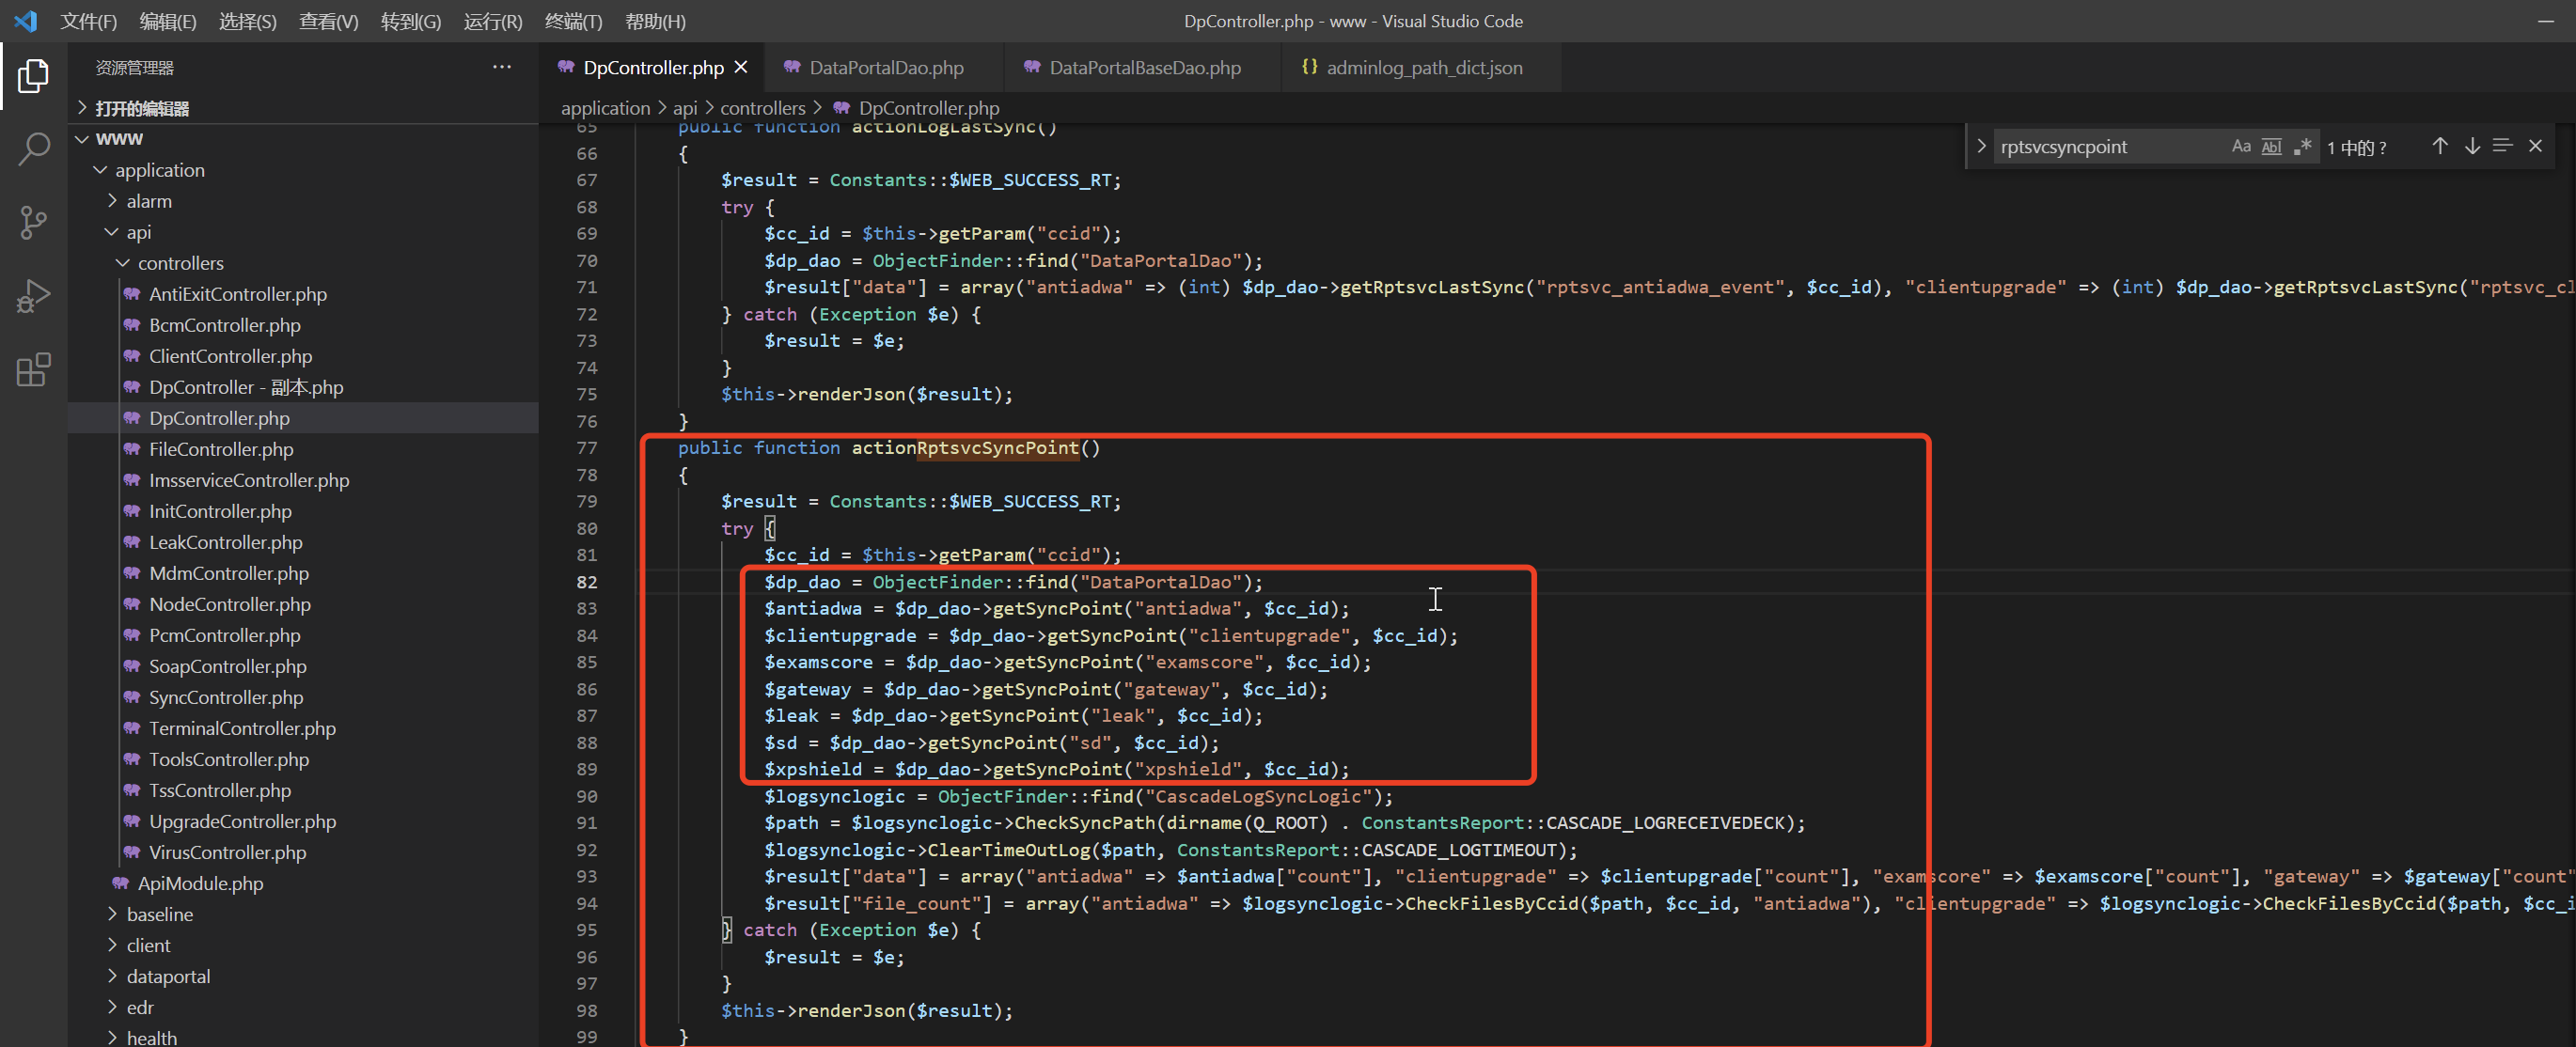 文件(F) 编辑(E) 选择(S) 查看(V) 转到(G) 运行(R) 终端(T) 帮助(H) DpController.php - www - Visual Studio Code
资源管理器 ···
打开的编辑器
WWW
application
alarm
api
controllers
AntiExitController.php
BcmController.php
ClientController.php
DpController - 副本.php
DpController.php
FileController.php
ImsserviceController.php
InitController.php
LeakController.php
MdmController.php
NodeController.php
PcmController.php
SoapController.php
SyncController.php
TerminalController.php
ToolsController.php
TssController.php
UpgradeController.php
VirusController.php
ApiModule.php
baseline
client
dataportal
edr
health
DpController.php DataPortalDao.php DataPortalBaseDao.php {} adminlog_path_dict.json
application > api > controllers > DpController.php
rptsvcsyncpoint Aa Abl .* 1 中的 ?
65 public function actionLogLastSync()
66 {
67 $result = Constants::$WEB_SUCCESS_RT;
68 try {
69 $cc_id = $this->getParam("ccid");
70 $dp_dao = ObjectFinder::find("DataPortalDao");
71 $result["data"] = array("antiadwa" => (int) $dp_dao->getRptsvcLastSync("rptsvc_antiadwa_event", $cc_id), "clientupgrade" => (int) $dp_dao->getRptsvcLastSync("rptsvc_cl
72 } catch (Exception $e) {
73 $result = $e;
74 }
75 $this->renderJson($result);
76 }
77 public function actionRptsvcSyncPoint()
78 {
79 $result = Constants::$WEB_SUCCESS_RT;
80 try {
81 $cc_id = $this->getParam("ccid");
82 $dp_dao = ObjectFinder::find("DataPortalDao");
83 $antiadwa = $dp_dao->getSyncPoint("antiadwa", $cc_id);
84 $clientupgrade = $dp_dao->getSyncPoint("clientupgrade", $cc_id);
85 $examscore = $dp_dao->getSyncPoint("examscore", $cc_id);
86 $gateway = $dp_dao->getSyncPoint("gateway", $cc_id);
87 $leak = $dp_dao->getSyncPoint("leak", $cc_id);
88 $sd = $dp_dao->getSyncPoint("sd", $cc_id);
89 $xpshield = $dp_dao->getSyncPoint("xpshield", $cc_id);
90 $logsynclogic = ObjectFinder::find("CascadeLogSyncLogic");
91 $path = $logsynclogic->CheckSyncPath(dirname(Q_ROOT) . ConstantsReport::CASCADE_LOGRECEIVEDECK);
92 $logsynclogic->ClearTimeOutLog($path, ConstantsReport::CASCADE_LOGTIMEOUT);
93 $result["data"] = array("antiadwa" => $antiadwa["count"], "clientupgrade" => $clientupgrade["count"], "examscore" => $examscore["count"], "gateway" => $gateway["count"
94 $result["file_count"] = array("antiadwa" => $logsynclogic->CheckFilesByCcid($path, $cc_id, "antiadwa"), "clientupgrade" => $logsynclogic->CheckFilesByCcid($path, $cc_i
95 } catch (Exception $e) {
96 $result = $e;
97 }
98 $this->renderJson($result);
99 }